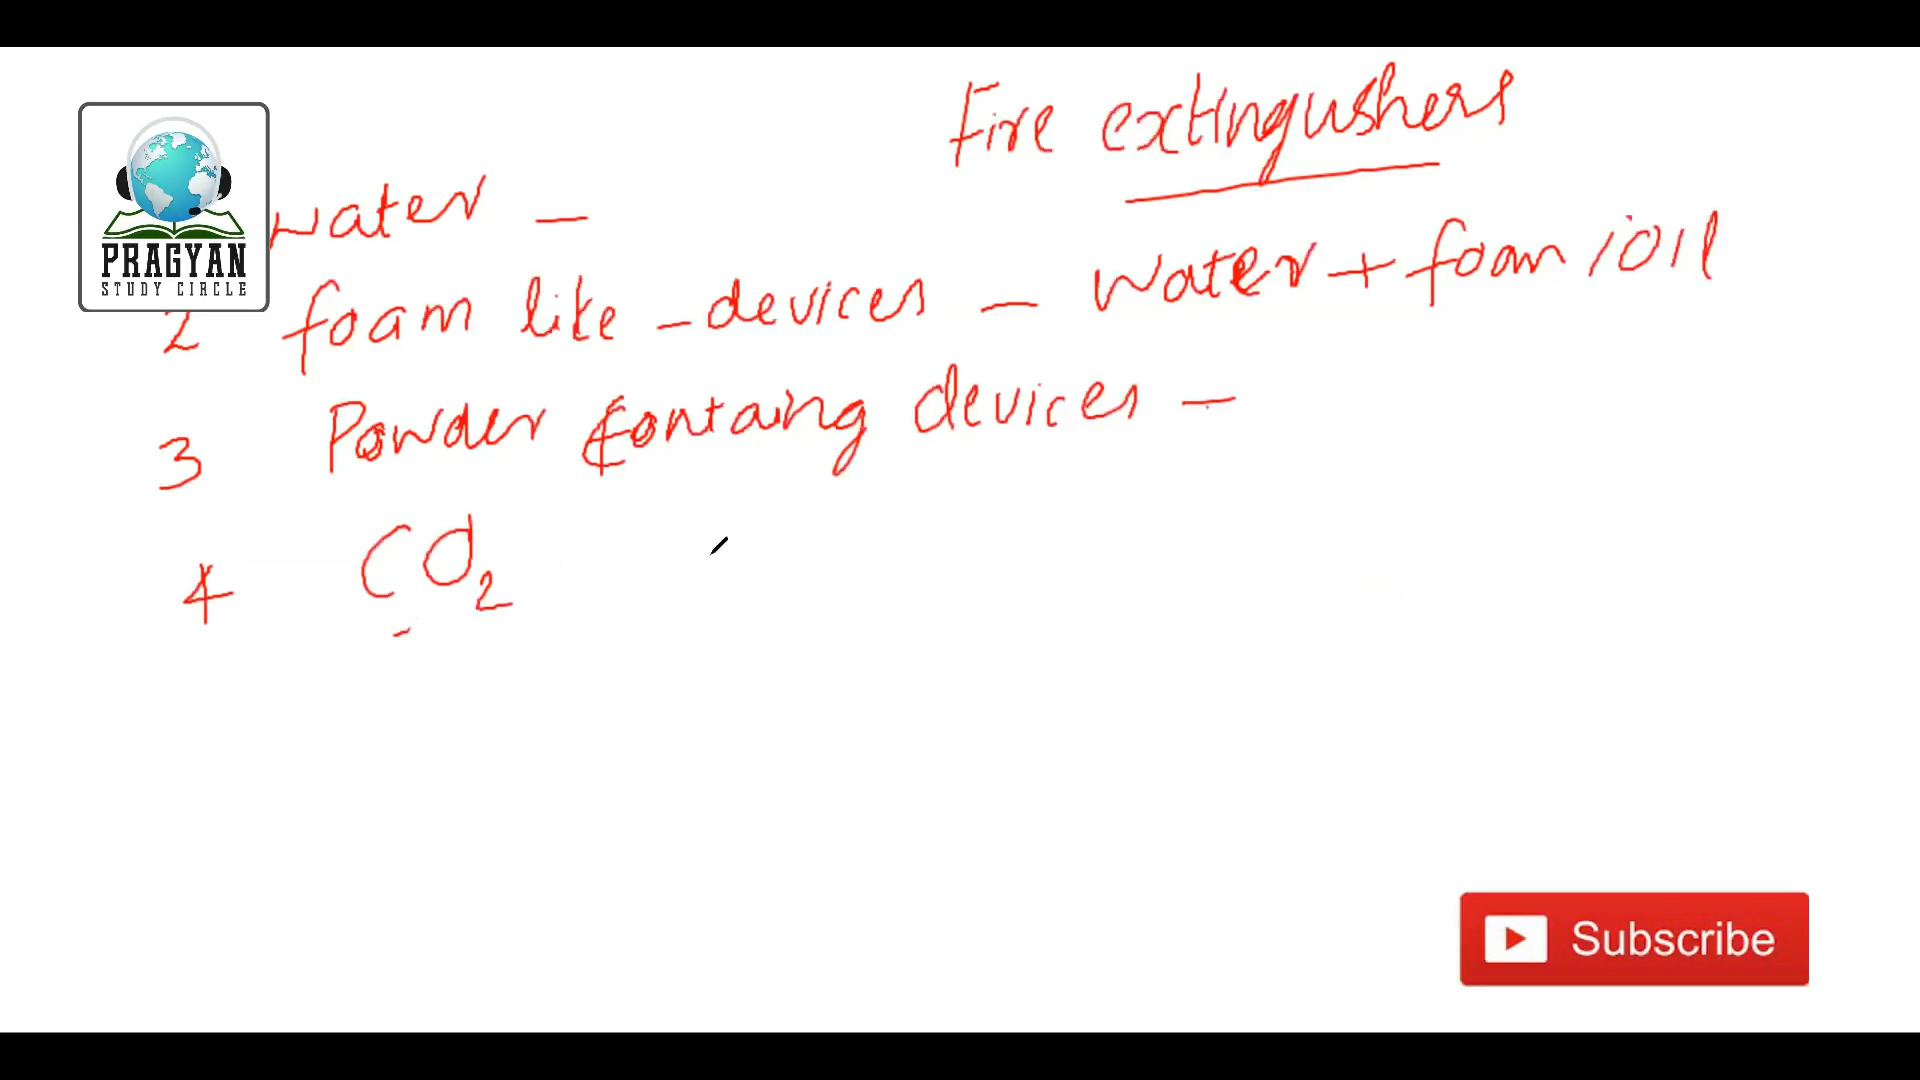 Fire extingushers
PRAGYAN
STUDY CIRCLE
water -
2 foam like - devices - water + foam / oil
3 Powder containg devices -
4 CO2
Subscribe